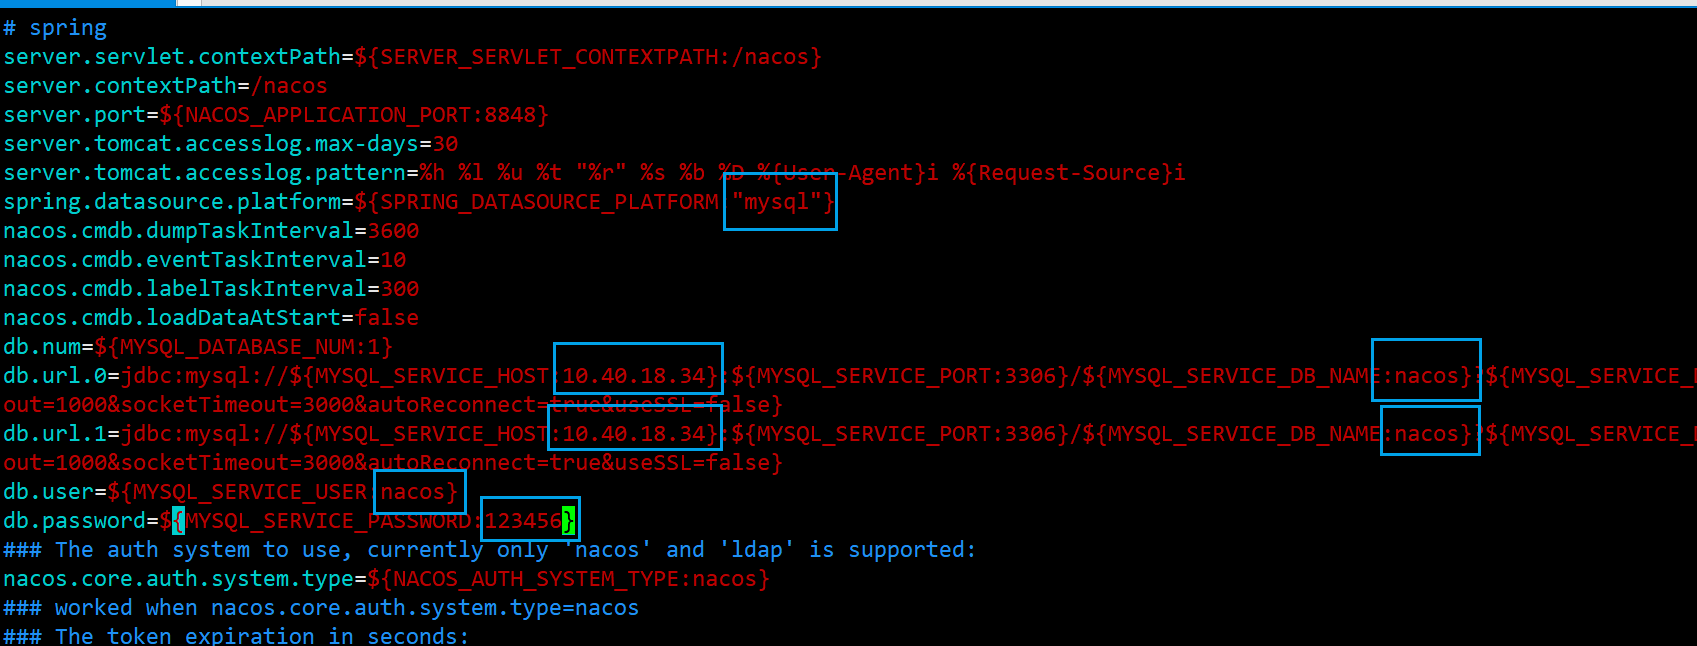 # spring
server.servlet.contextPath=${SERVER_SERVLET_CONTEXTPATH:/nacos}
server.contextPath=/nacos
server.port=${NACOS_APPLICATION_PORT:8848}
server.tomcat.accesslog.max-days=30
server.tomcat.accesslog.pattern=%h %l %u %t "%r" %s %b %D %{User-Agent}i %{Request-Source}i
spring.datasource.platform=${SPRING_DATASOURCE_PLATFORM "mysql"}
nacos.cmdb.dumpTaskInterval=3600
nacos.cmdb.eventTaskInterval=10
nacos.cmdb.labelTaskInterval=300
nacos.cmdb.loadDataAtStart=false
db.num=${MYSQL_DATABASE_NUM:1}
db.url.0=jdbc:mysql://${MYSQL_SERVICE_HOST:10.40.18.34}:${MYSQL_SERVICE_PORT:3306}/${MYSQL_SERVICE_DB_NAME:nacos}?${MYSQL_SERVICE_
out=1000&socketTimeout=3000&autoReconnect=true&useSSL=false}
db.url.1=jdbc:mysql://${MYSQL_SERVICE_HOST:10.40.18.34}:${MYSQL_SERVICE_PORT:3306}/${MYSQL_SERVICE_DB_NAME:nacos}?${MYSQL_SERVICE_
out=1000&socketTimeout=3000&autoReconnect=true&useSSL=false}
db.user=${MYSQL_SERVICE_USER:nacos}
db.password=${MYSQL_SERVICE_PASSWORD:123456}
### The auth system to use, currently only 'nacos' and 'ldap' is supported:
nacos.core.auth.system.type=${NACOS_AUTH_SYSTEM_TYPE:nacos}
### worked when nacos.core.auth.system.type=nacos
### The token expiration in seconds: